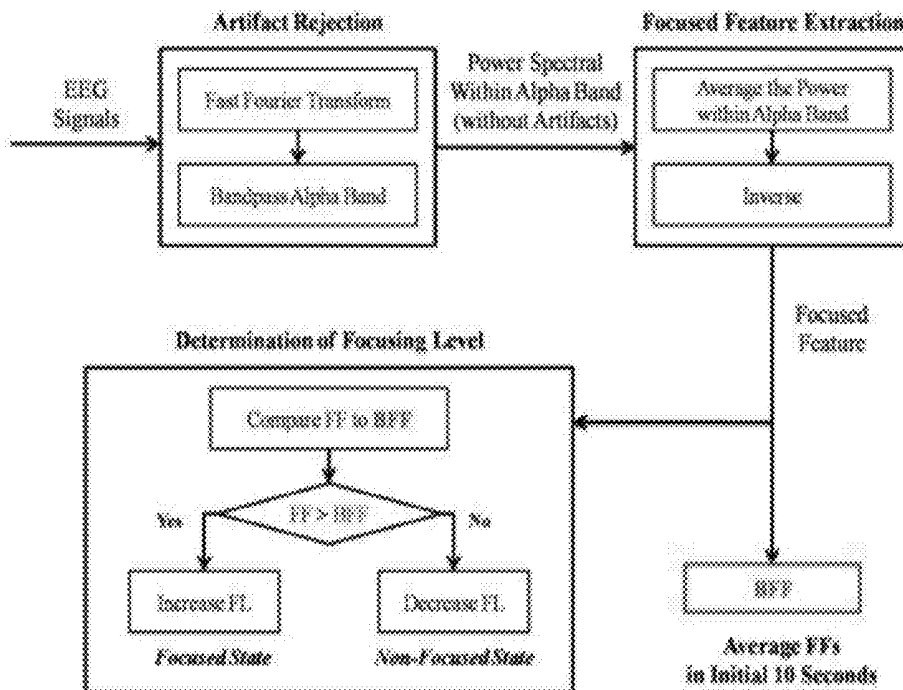 Artifact Rejection
EEG
Signals
Fast Fourier Transform
Bandpass Alpha Band
Power Spectral
Within Alpha Band
(without Artifacts)
Focused Feature Extraction
Average the Power
within Alpha Band
Inverse
Focused
Feature
Determination of Focusing Level
Compare FF to BFF
FF > BFF
Yes
No
Increase FL
Decrease FL
Focused State
Non-Focused State
BFF
Average FFs
in Initial 10 Seconds